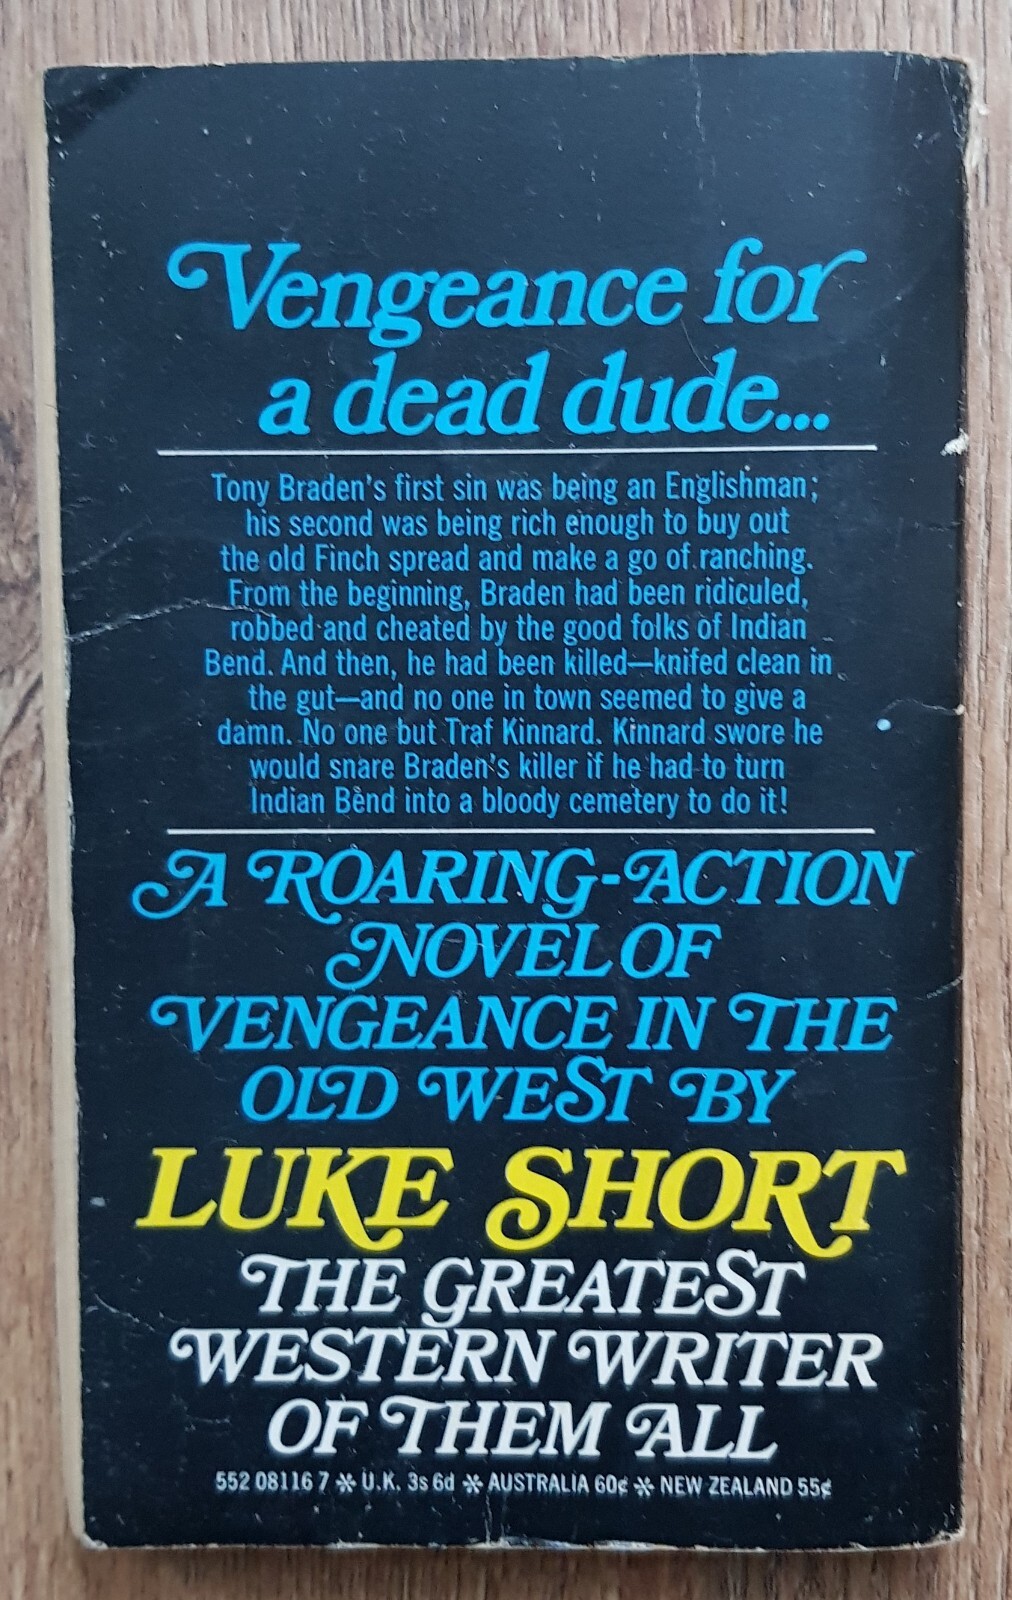 Vengeance for
a dead dude...
Tony Braden's first sin was being an Englishman;
his second was being rich enough to buy out
the old Finch spread and make a go of ranching.
From the beginning, Braden had been ridiculed,
robbed and cheated by the good folks of Indian
Bend. And then, he had been killed—knifed clean in
the gut—and no one in town seemed to give a
damn. No one but Traf Kinnard. Kinnard swore he
would snare Braden's killer if he had to turn
Indian Bend into a bloody cemetery to do it!
A ROARING-ACTION
NOVEL OF
VENGEANCE IN THE
OLD WEST BY
LUKE SHORT
THE GREATEST
WESTERN WRITER
OF THEM ALL
552 08116 7 * U.K. 3s 6d * AUSTRALIA 60¢ * NEW ZEALAND 55¢